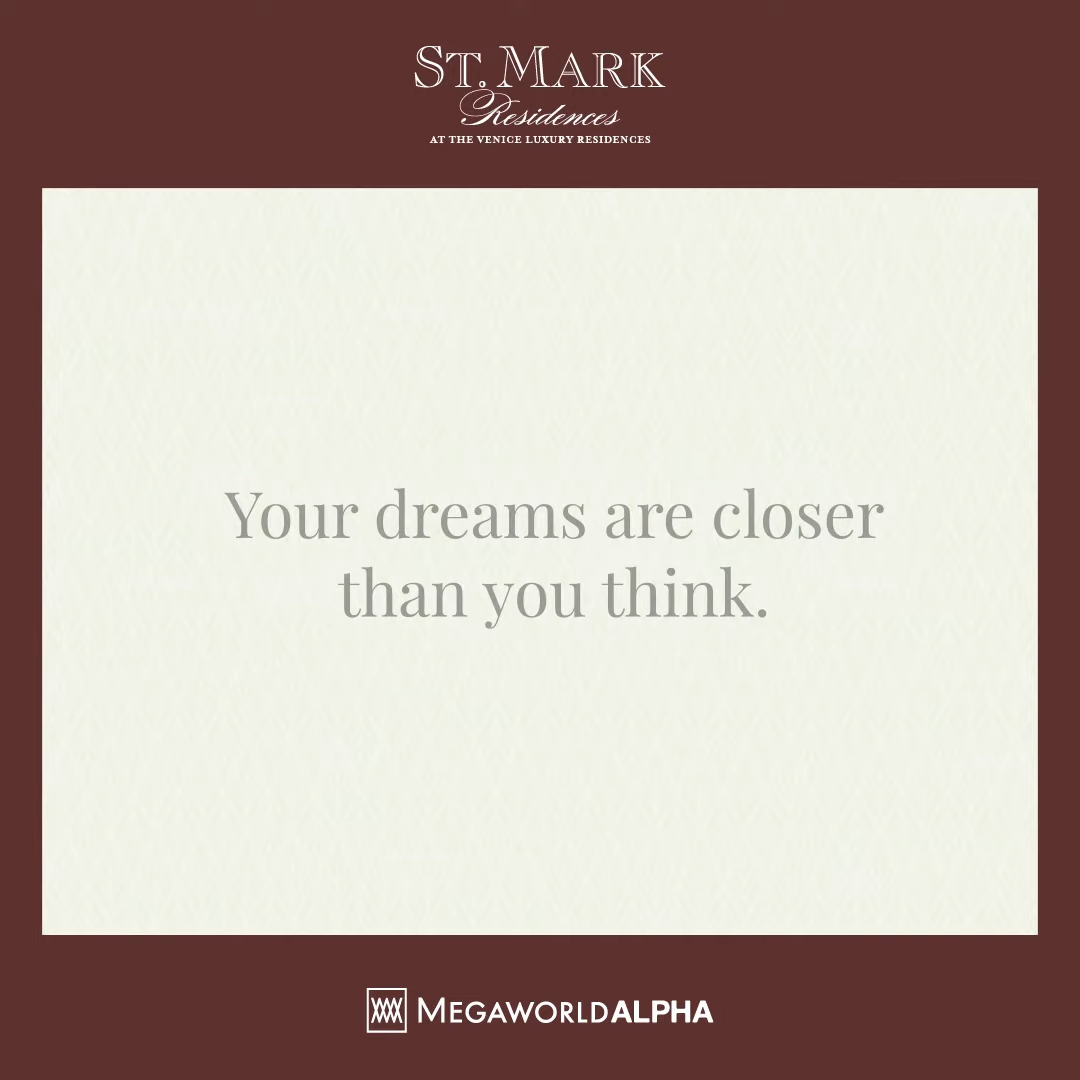 ST. MARK
Residences
AT THE VENICE LUXURY RESIDENCES
Your dreams are closer
than you think.
MEGAWORLDALPHA